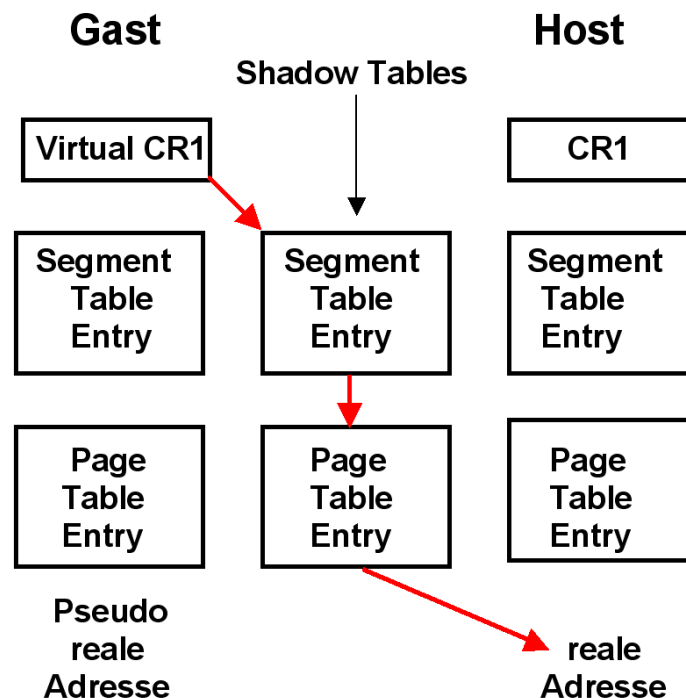 Gast
Host
Shadow Tables
Virtual CR1
CR1
Segment
Table
Entry
Segment
Table
Entry
Segment
Table
Entry
Page
Table
Entry
Page
Table
Entry
Page
Table
Entry
Pseudo
reale
Adresse
reale
Adresse